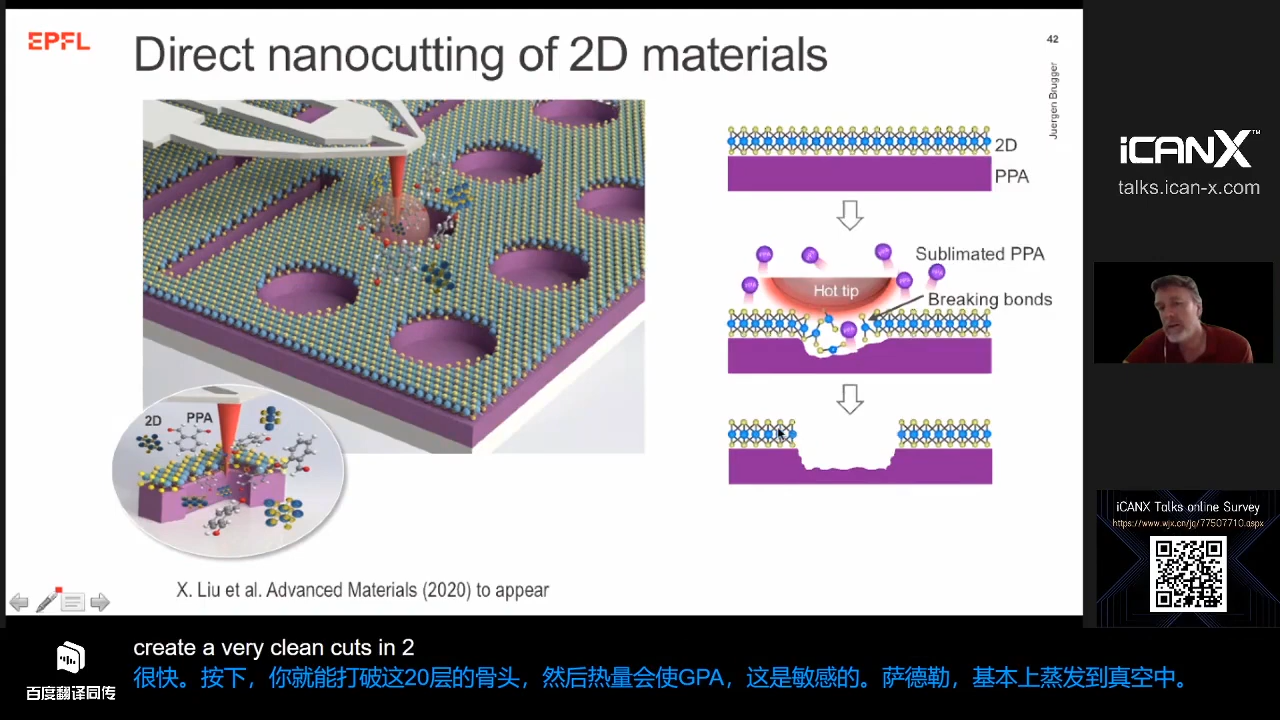 EPFL
Direct nanocutting of 2D materials
42
Juergen Brugger
2D
PPA
Sublimated PPA
Hot tip
Breaking bonds
2D
PPA
X. Liu et al. Advanced Materials (2020) to appear
iCANX
talks.ican-x.com
iCANX Talks online Survey
https://www.wjx.cn/jq/77507710.aspx
百度翻译同传
create a very clean cuts in 2
很快。按下，你就能打破这20层的骨头，然后热量会使GPA，这是敏感的。萨德勒，基本上蒸发到真空中。